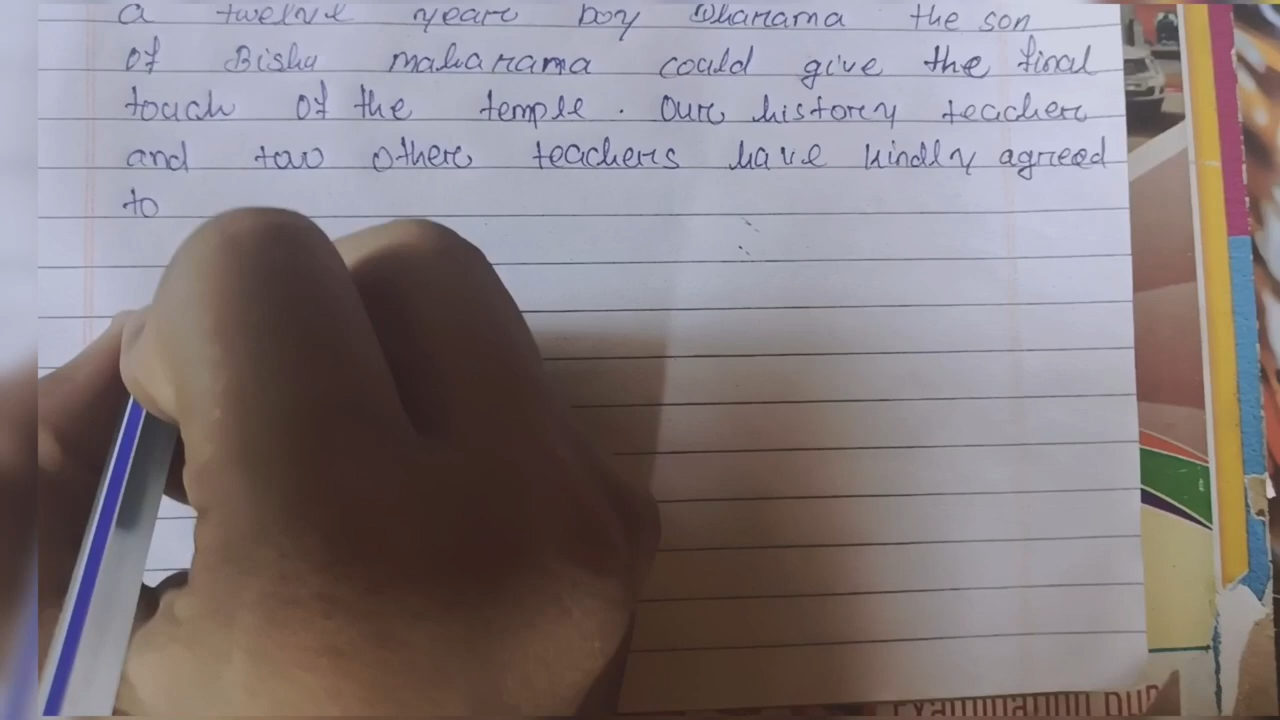 a twelve years boy Dharama the son
of Bishu maharama could give the final
touch of the temple. Our history teacher
and two other teachers have kindly agreed
to
Examination